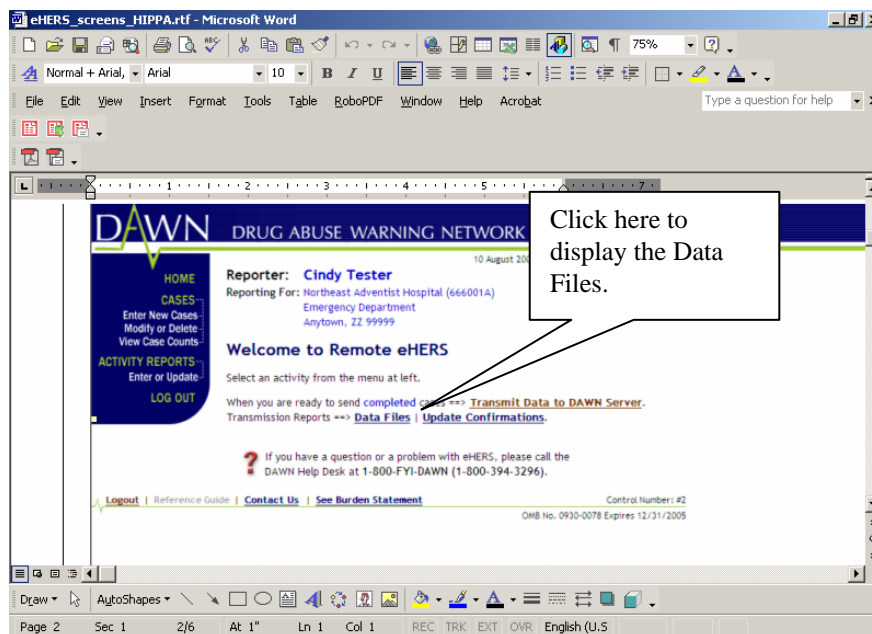 eHERS_screens_HIPPA.rtf - Microsoft Word
75%
Normal + Arial, Arial 10 B I U
File Edit View Insert Format Tools Table RoboPDF Window Help Acrobat Type a question for help
1 2 3 4 5 7
DAWN DRUG ABUSE WARNING NETWORK
Click here to
display the Data
Files.
10 August
HOME
CASES
Enter New Cases
Modify or Delete
View Case Counts
ACTIVITY REPORTS
Enter or Update
LOG OUT
Reporter: Cindy Tester
Reporting For: Northeast Adventist Hospital (666001A)
Emergency Department
Anytown, ZZ 99999
Welcome to Remote eHERS
Select an activity from the menu at left.
When you are ready to send completed cases ==> Transmit Data to DAWN Server.
Transmission Reports ==> Data Files | Update Confirmations.
? If you have a question or a problem with eHERS, please call the
DAWN Help Desk at 1-800-FYI-DAWN (1-800-394-3296).
Logout | Reference Guide | Contact Us | See Burden Statement Control Number: #2
OMB No. 0930-0078 Expires 12/31/2005
Draw AutoShapes
Page 2 Sec 1 2/6 At 1" Ln 1 Col 1 REC TRK EXT OVR English (U.S